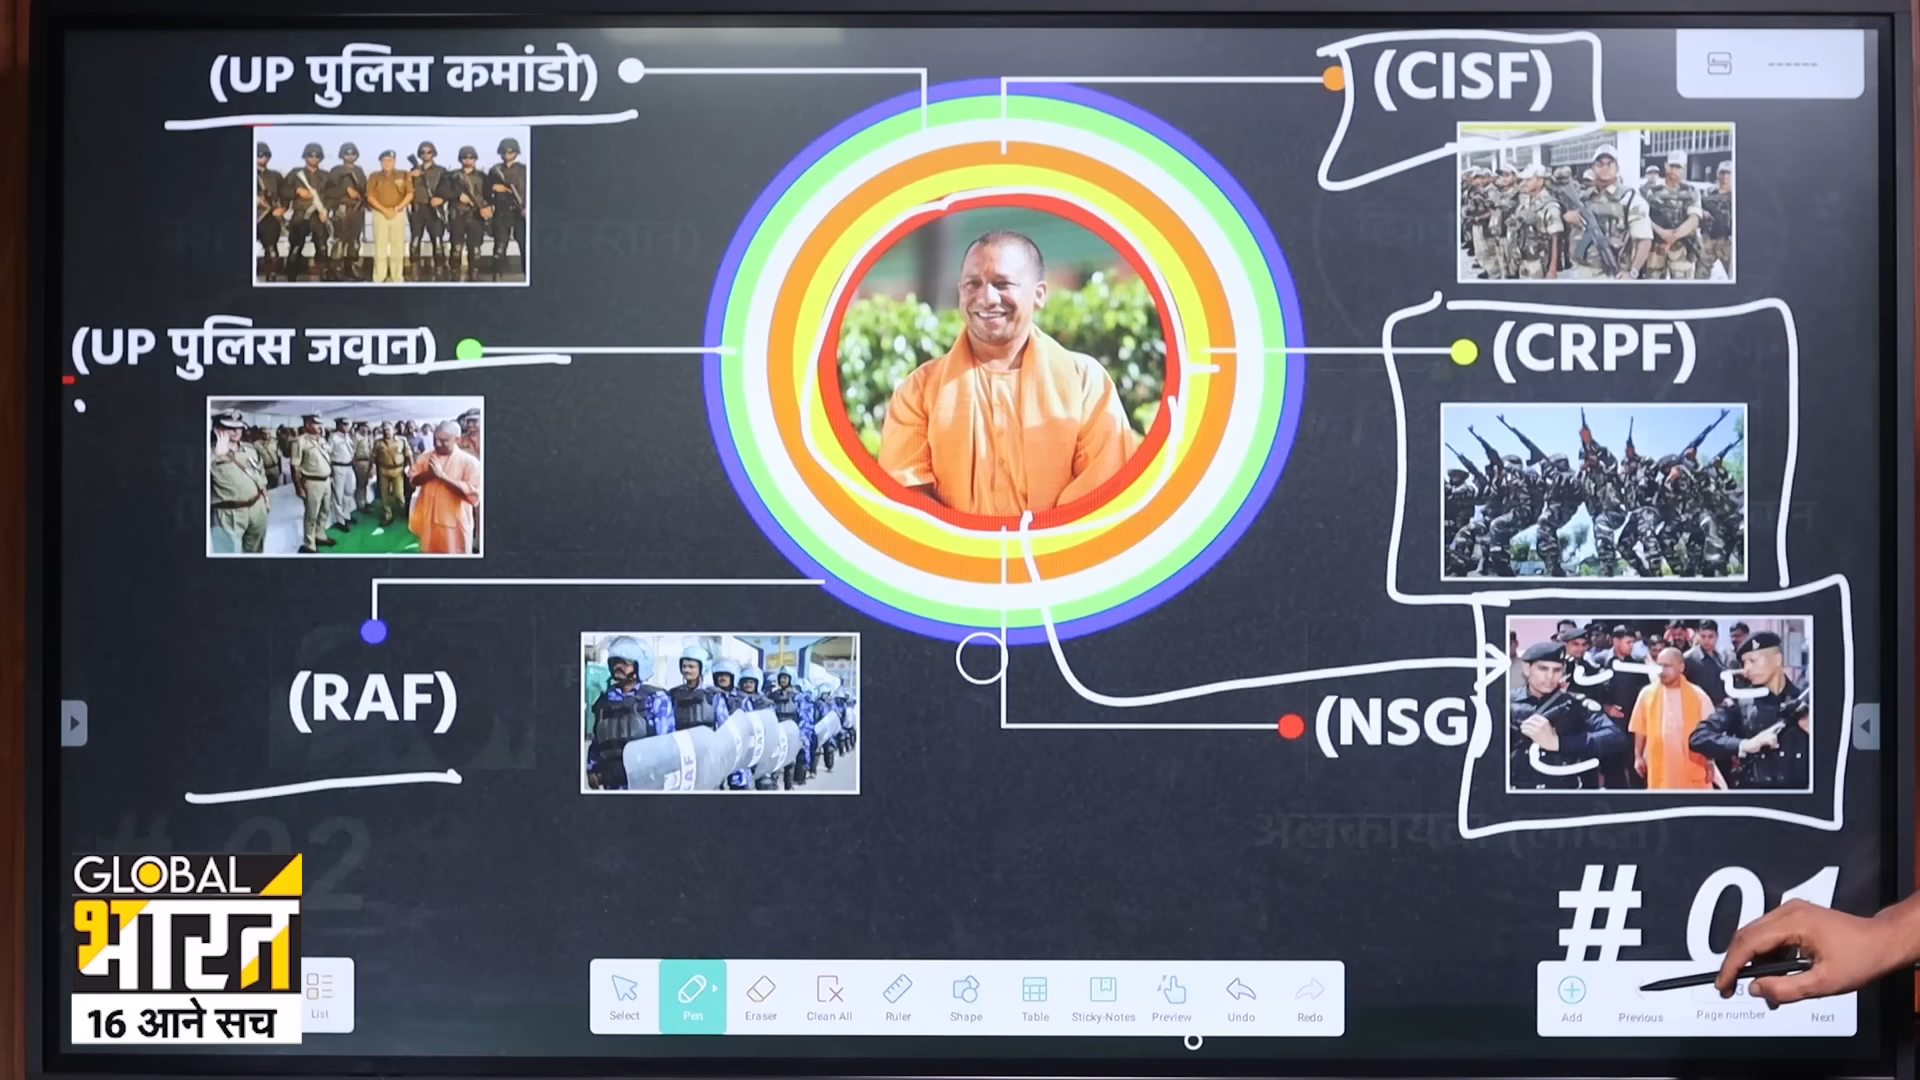 (UP पुलिस कमांडो)
(CISF)
(UP पुलिस जवान)
(CRPF)
(RAF)
(NSG)
# 01
GLOBAL
भारत
16 आने सच
List
Select
Pen
Eraser
Clean All
Ruler
Shape
Table
Sticky-Notes
Preview
Undo
Redo
Add
Previous
Page number
Next